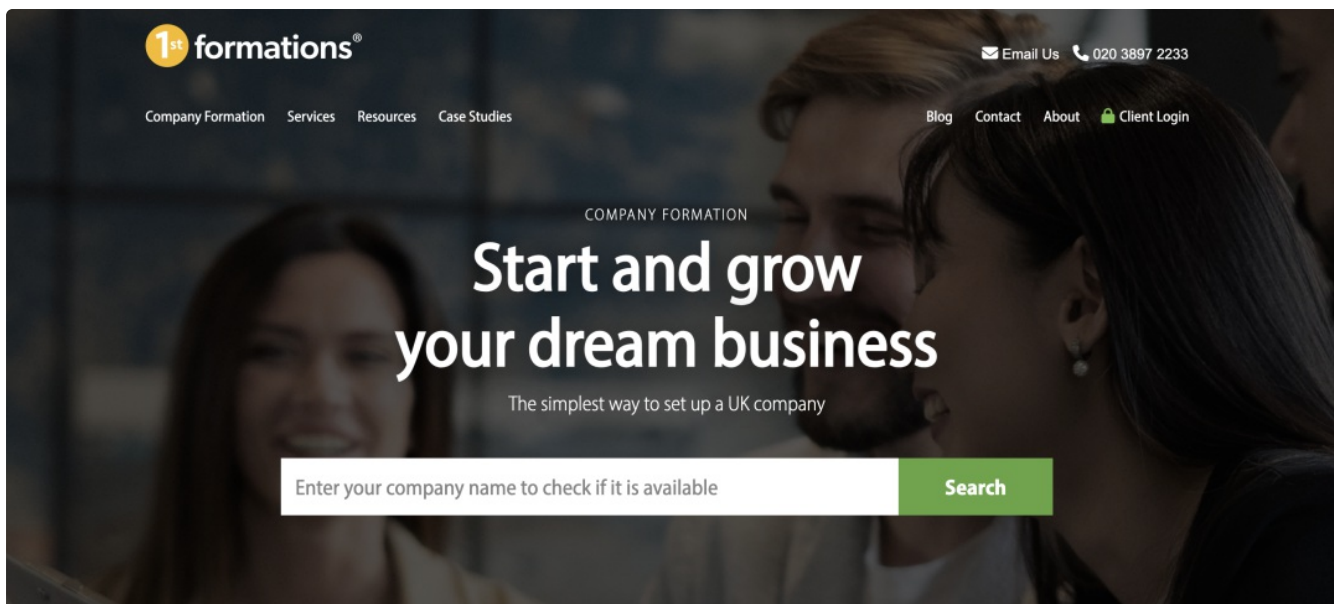 1st formations®
Email Us 020 3897 2233
Company Formation Services Resources Case Studies
Blog Contact About Client Login
COMPANY FORMATION
Start and grow
your dream business
The simplest way to set up a UK company
Enter your company name to check if it is available
Search